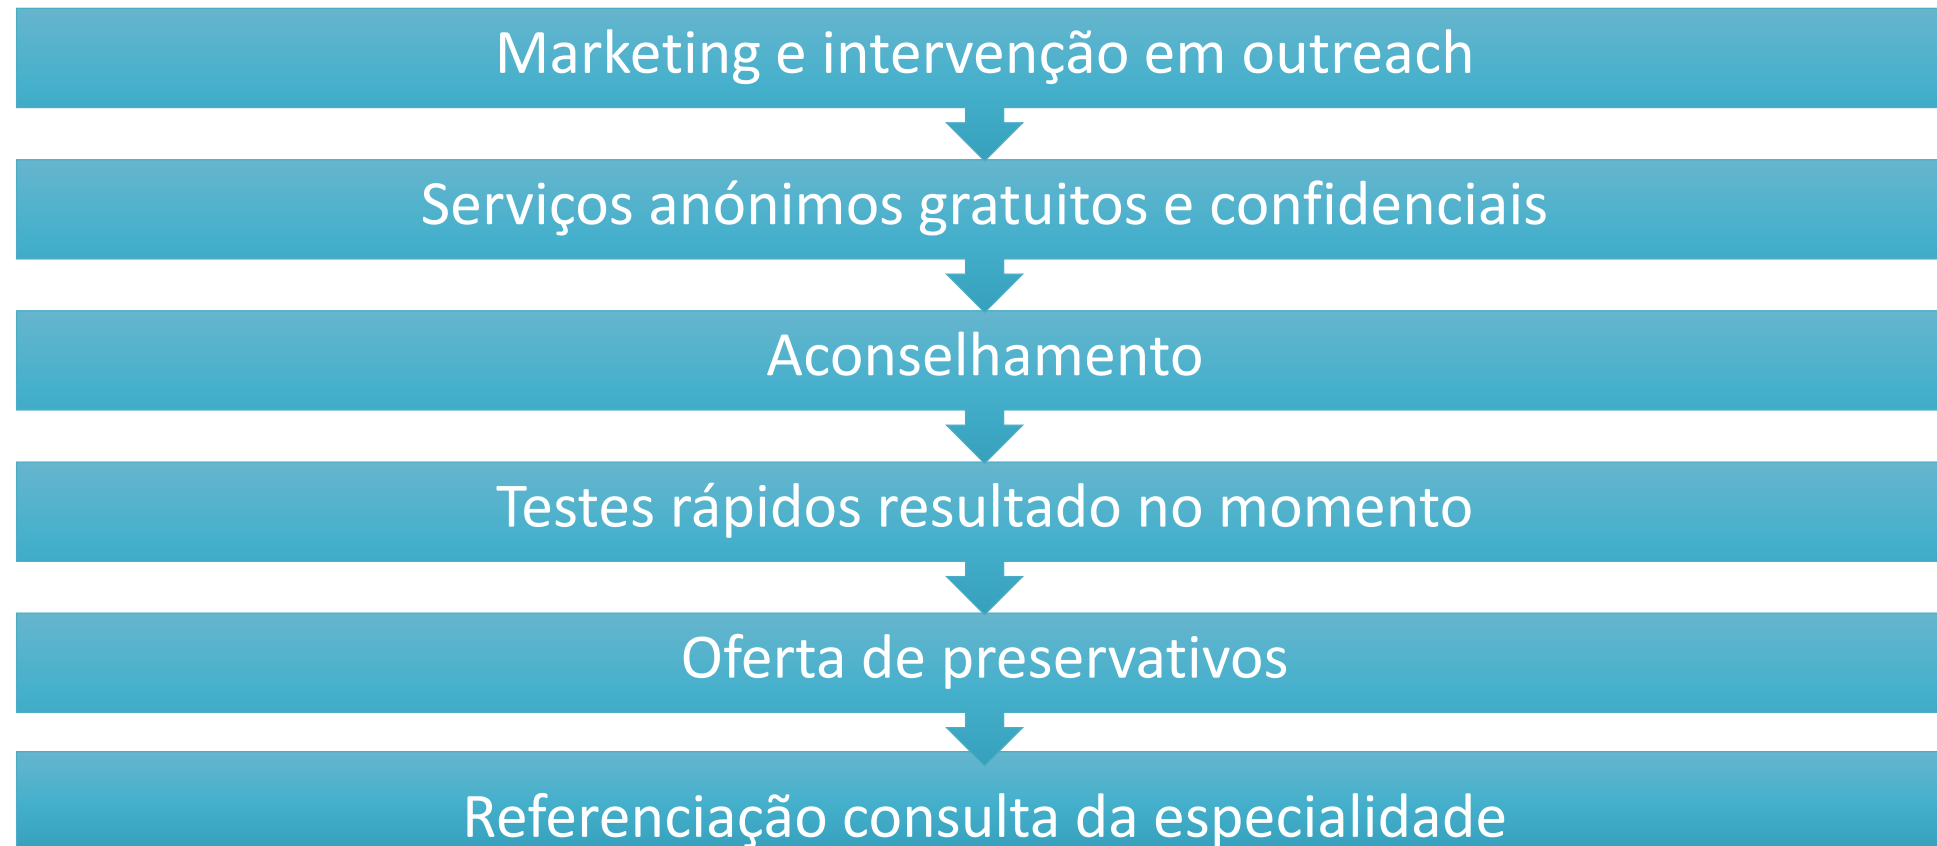 Marketing e intervenção em outreach
Serviços anónimos gratuitos e confidenciais
Aconselhamento
Testes rápidos resultado no momento
Oferta de preservativos
Referenciação consulta da especialidade